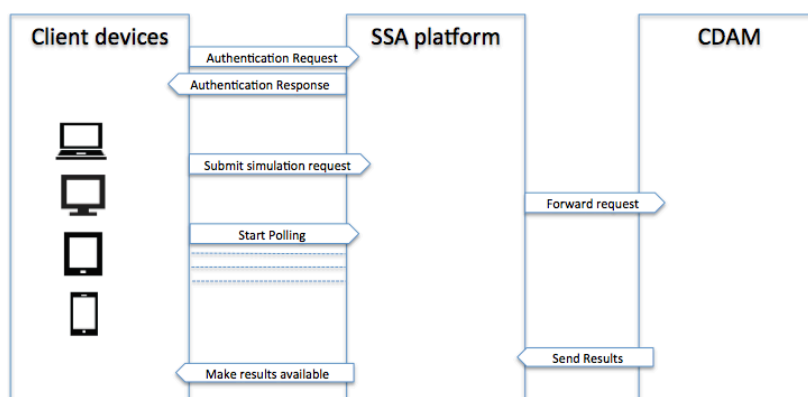 Client devices
SSA platform
CDAM
Authentication Request
Authentication Response
Submit simulation request
Forward request
Start Polling
Send Results
Make results available